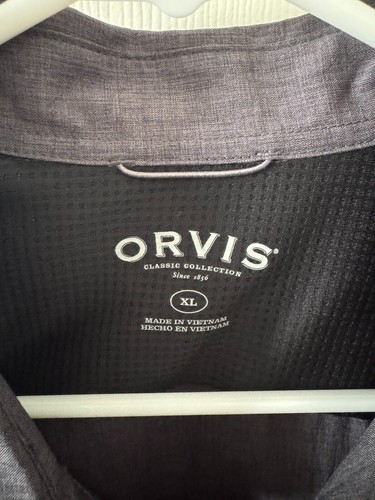 ORVIS
CLASSIC COLLECTION
Since 1856
XL
MADE IN VIETNAM
HECHO EN VIETNAM